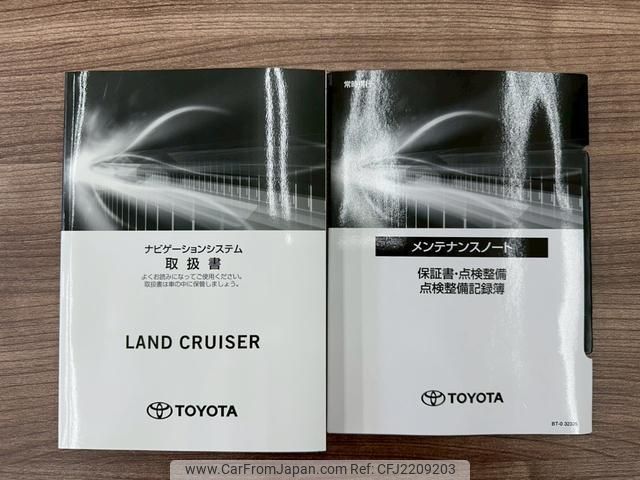 ナビゲーションシステム
取扱書
よくお読みになってご使用ください。
取扱書は車の中に保管しましょう。
LAND CRUISER
TOYOTA
メンテナンスノート
保証書・点検整備
点検整備記録簿
TOYOTA
www.CarFromJapan.com Ref: CFJ2209203